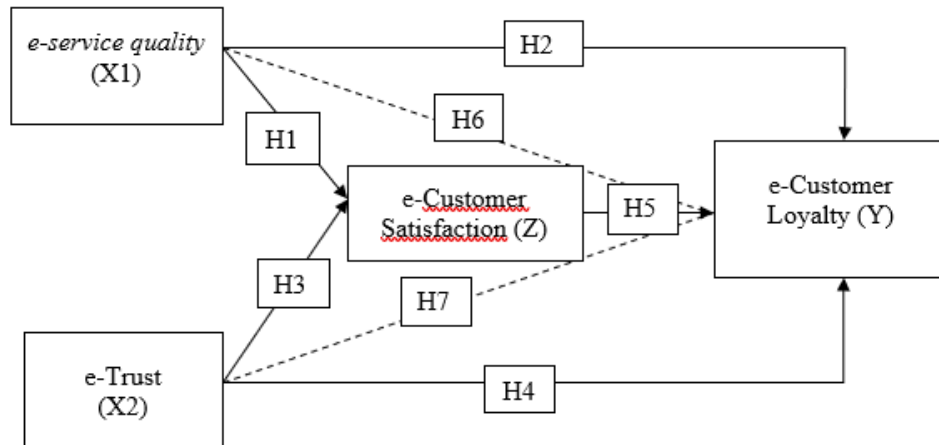 e-service quality
(X1)
H2
H6
H1
e-Customer
Satisfaction (Z)
H5
e-Customer
Loyalty (Y)
H3
H7
e-Trust
(X2)
H4